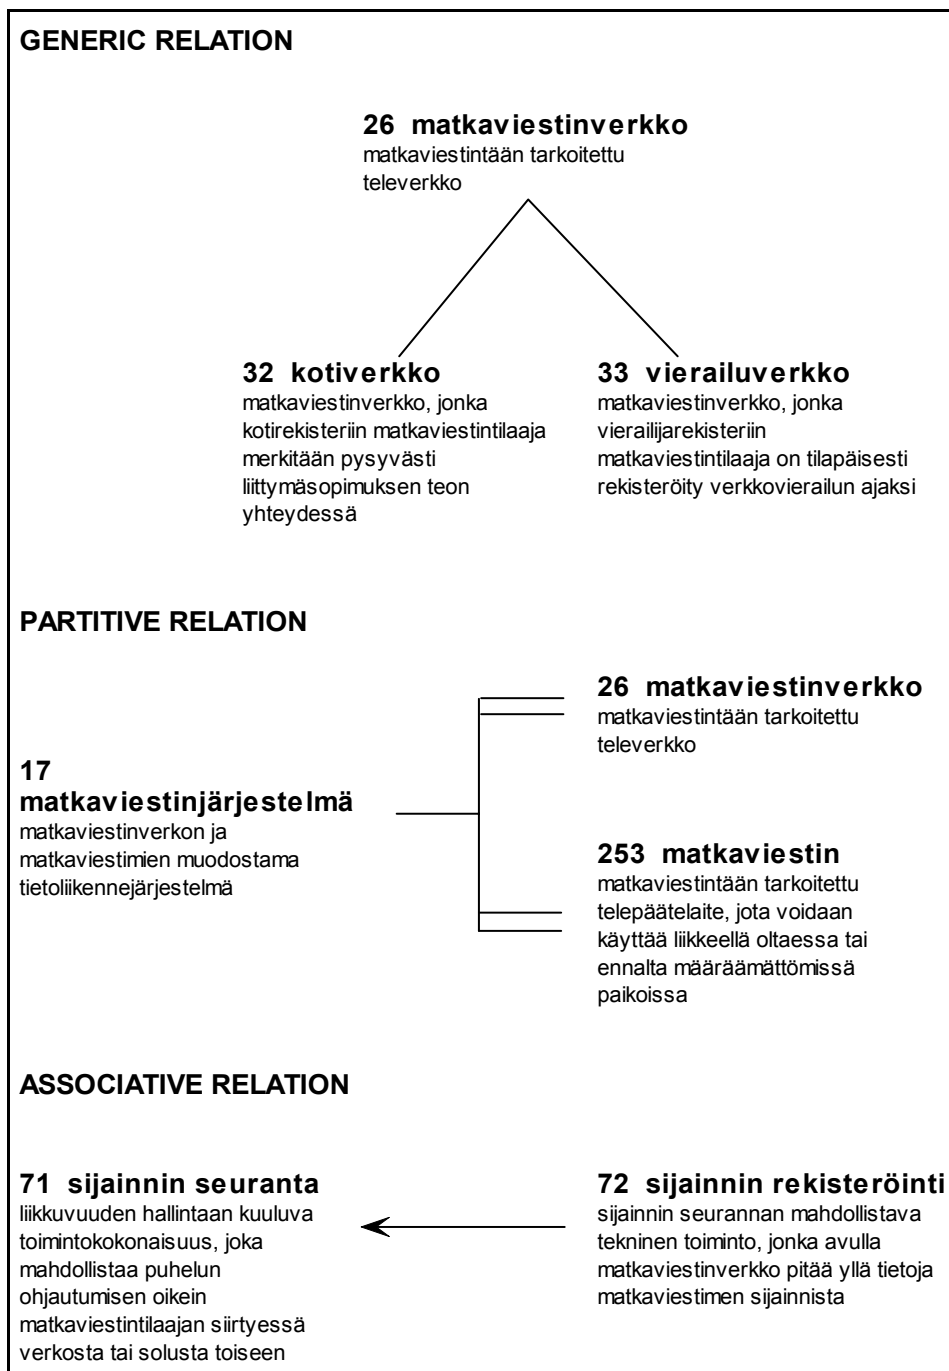 GENERIC RELATION
26 matkaviestinverkko
matkaviestintään tarkoitettu
televerkko
32 kotiverkko
matkaviestinverkko, jonka
kotirekisteriin matkaviestintilaaja
merkitään pysyvästi
liittymäsopimuksen teon
yhteydessä
33 vierailuverkko
matkaviestinverkko, jonka
vierailijarekisteriin
matkaviestintilaaja on tilapäisesti
rekisteröity verkkovierailun ajaksi
PARTITIVE RELATION
17
matkaviestinjärjestelmä
matkaviestinverkon ja
matkaviestimien muodostama
tietoliikennejärjestelmä
26 matkaviestinverkko
matkaviestintään tarkoitettu
televerkko
253 matkaviestin
matkaviestintään tarkoitettu
telepäätelaite, jota voidaan
käyttää liikkeellä oltaessa tai
ennalta määräämättömissä
paikoissa
ASSOCIATIVE RELATION
71 sijainnin seuranta
liikkuvuuden hallintaan kuuluva
toimintokokonaisuus, joka
mahdollistaa puhelun
ohjautumisen oikein
matkaviestintilaajan siirtyessä
verkosta tai solusta toiseen
72 sijainnin rekisteröinti
sijainnin seurannan mahdollistava
tekninen toiminto, jonka avulla
matkaviestinverkko pitää yllä tietoja
matkaviestimen sijainnista